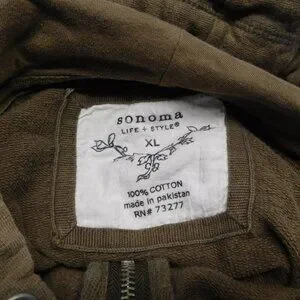 sonoma
LIFE + STYLE®
XL
100% COTTON
made in pakistan
RN# 73277